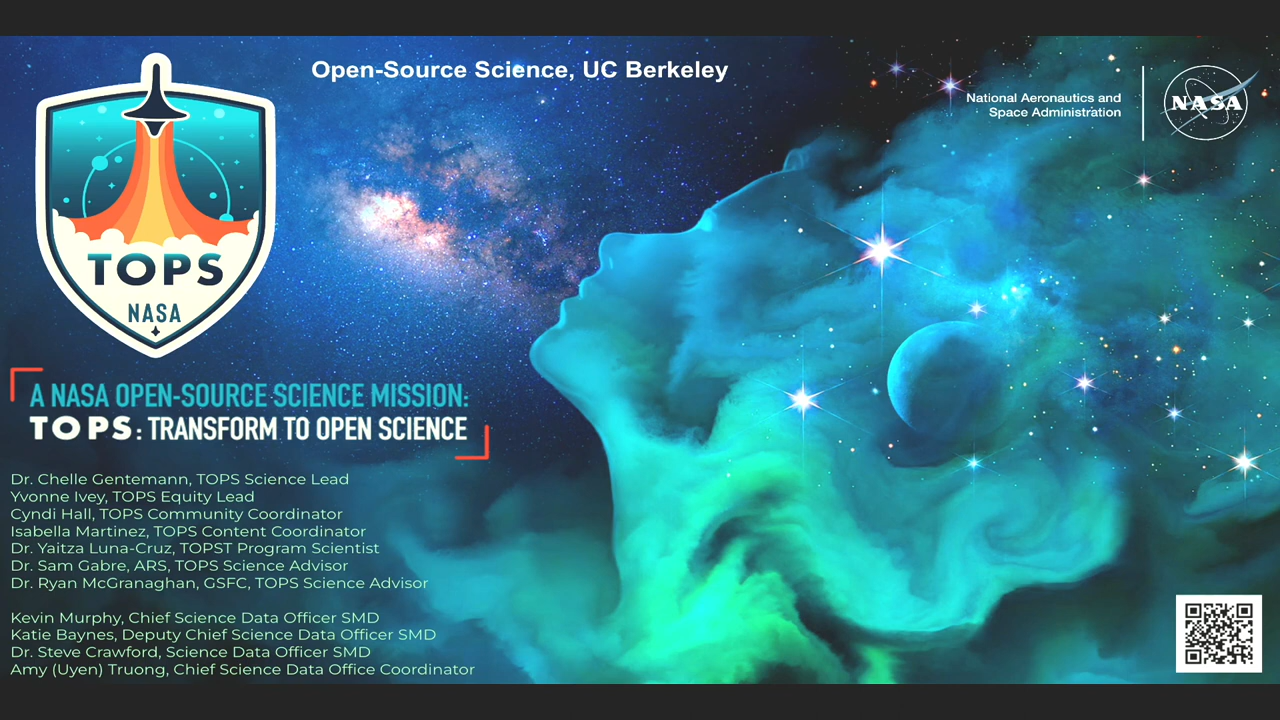 Open-Source Science, UC Berkeley
National Aeronautics and
Space Administration
NASA
TOPS
NASA
A NASA OPEN-SOURCE SCIENCE MISSION:
TOPS: TRANSFORM TO OPEN SCIENCE
Dr. Chelle Gentemann, TOPS Science Lead
Yvonne Ivey, TOPS Equity Lead
Cyndi Hall, TOPS Community Coordinator
Isabella Martinez, TOPS Content Coordinator
Dr. Yaitza Luna-Cruz, TOPST Program Scientist
Dr. Sam Gabre, ARS, TOPS Science Advisor
Dr. Ryan McGranaghan, GSFC, TOPS Science Advisor
Kevin Murphy, Chief Science Data Officer SMD
Katie Baynes, Deputy Chief Science Data Officer SMD
Dr. Steve Crawford, Science Data Officer SMD
Amy (Uyen) Truong, Chief Science Data Office Coordinator